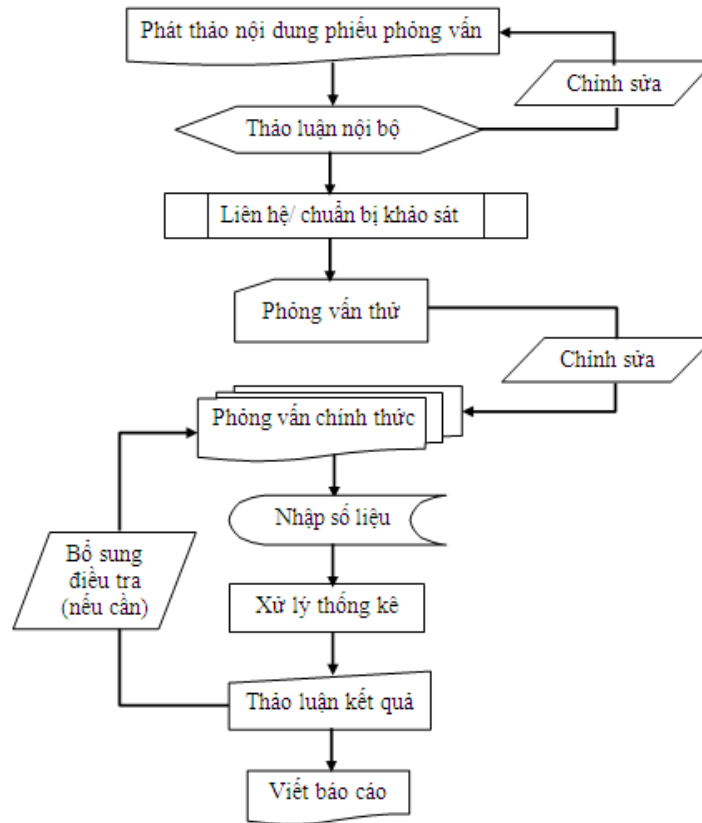 Phát thảo nội dung phiếu phỏng vấn
Chỉnh sửa
Thảo luận nội bộ
Liên hệ/ chuẩn bị khảo sát
Phỏng vấn thử
Chỉnh sửa
Phỏng vấn chính thức
Nhập số liệu
Bổ sung
điều tra
(nếu cần)
Xử lý thống kê
Thảo luận kết quả
Viết báo cáo